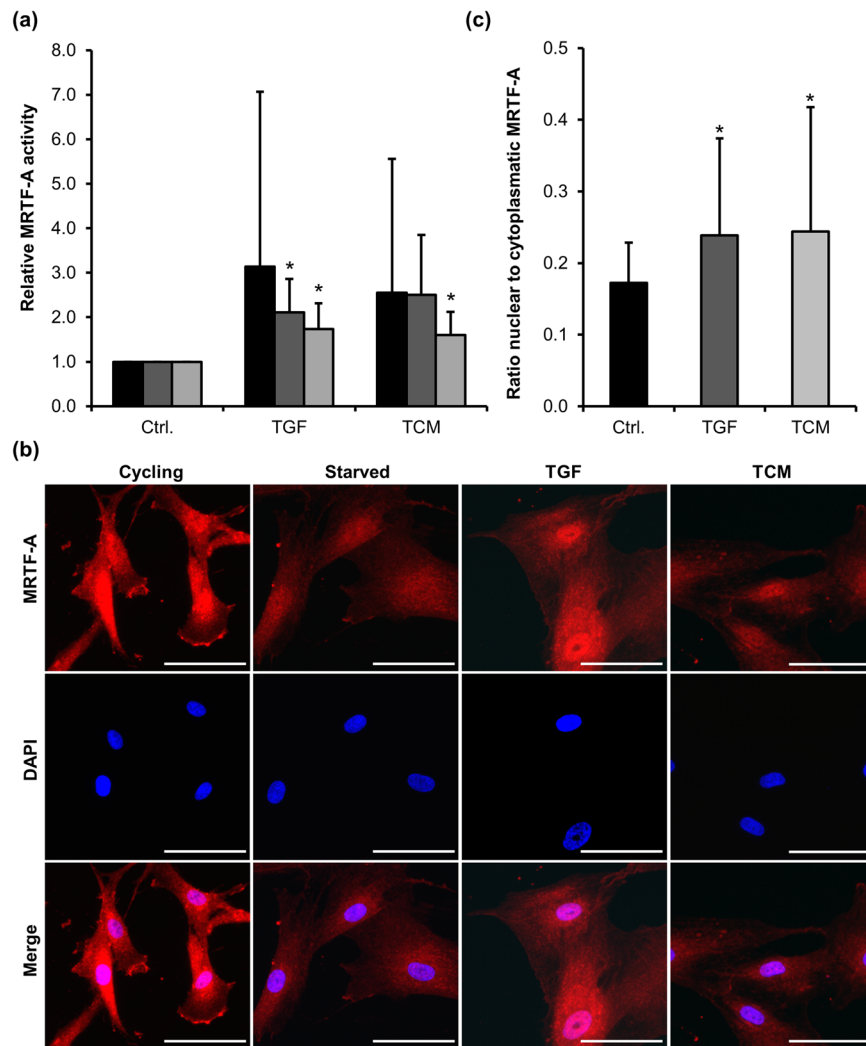 (a)
Relative MRTF-A activity
8.0
7.0
6.0
5.0
4.0
3.0
2.0
1.0
0.0
* *
*
Ctrl. TGF TCM
(c)
Ratio nuclear to cytoplasmatic MRTF-A
0.5
0.4
0.3
0.2
0.1
0
*
*
Ctrl. TGF TCM
(b)
Cycling Starved TGF TCM
MRTF-A
DAPI
Merge